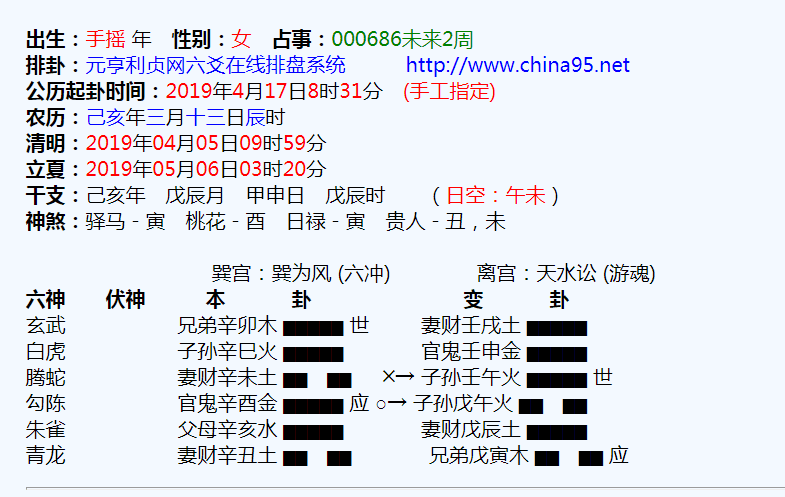 出生：手摇 年 性别：女 占事：000686未来2周
排卦：元亨利贞网六爻在线排盘系统 http://www.china95.net
公历起卦时间：2019年4月17日8时31分 (手工指定)
农历：己亥年三月十三日辰时
清明：2019年04月05日09时59分
立夏：2019年05月06日03时20分
干支：己亥年 戊辰月 甲申日 戊辰时 （日空：午未）
神煞：驿马－寅 桃花－酉 日禄－寅 贵人－丑，未
巽宫：巽为风 (六冲) 离宫：天水讼 (游魂)
六神 伏神 本 卦 变 卦
玄武 兄弟辛卯木 世 妻财壬戌土
白虎 子孙辛巳火 官鬼壬申金
腾蛇 妻财辛未土 ×→ 子孙壬午火 世
勾陈 官鬼辛酉金 应 ○→ 子孙戊午火
朱雀 父母辛亥水 妻财戊辰土
青龙 妻财辛丑土 兄弟戊寅木 应